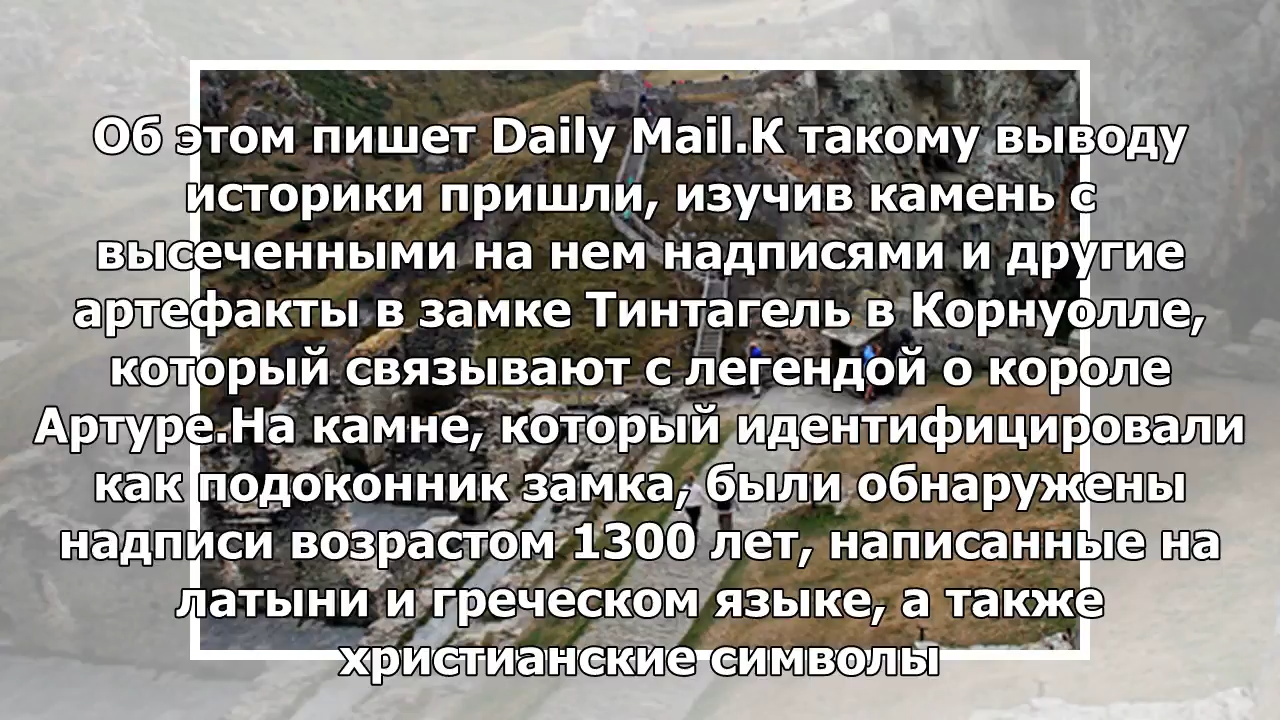 Об этом пишет Daily Mail.К такому выводу
историки пришли, изучив камень с
высеченными на нем надписями и другие
артефакты в замке Тинтагель в Корнуолле,
который связывают с легендой о короле
Артуре.На камне, который идентифицировали
как подоконник замка, были обнаружены
надписи возрастом 1300 лет, написанные на
латыни и греческом языке, а также
христианские символы